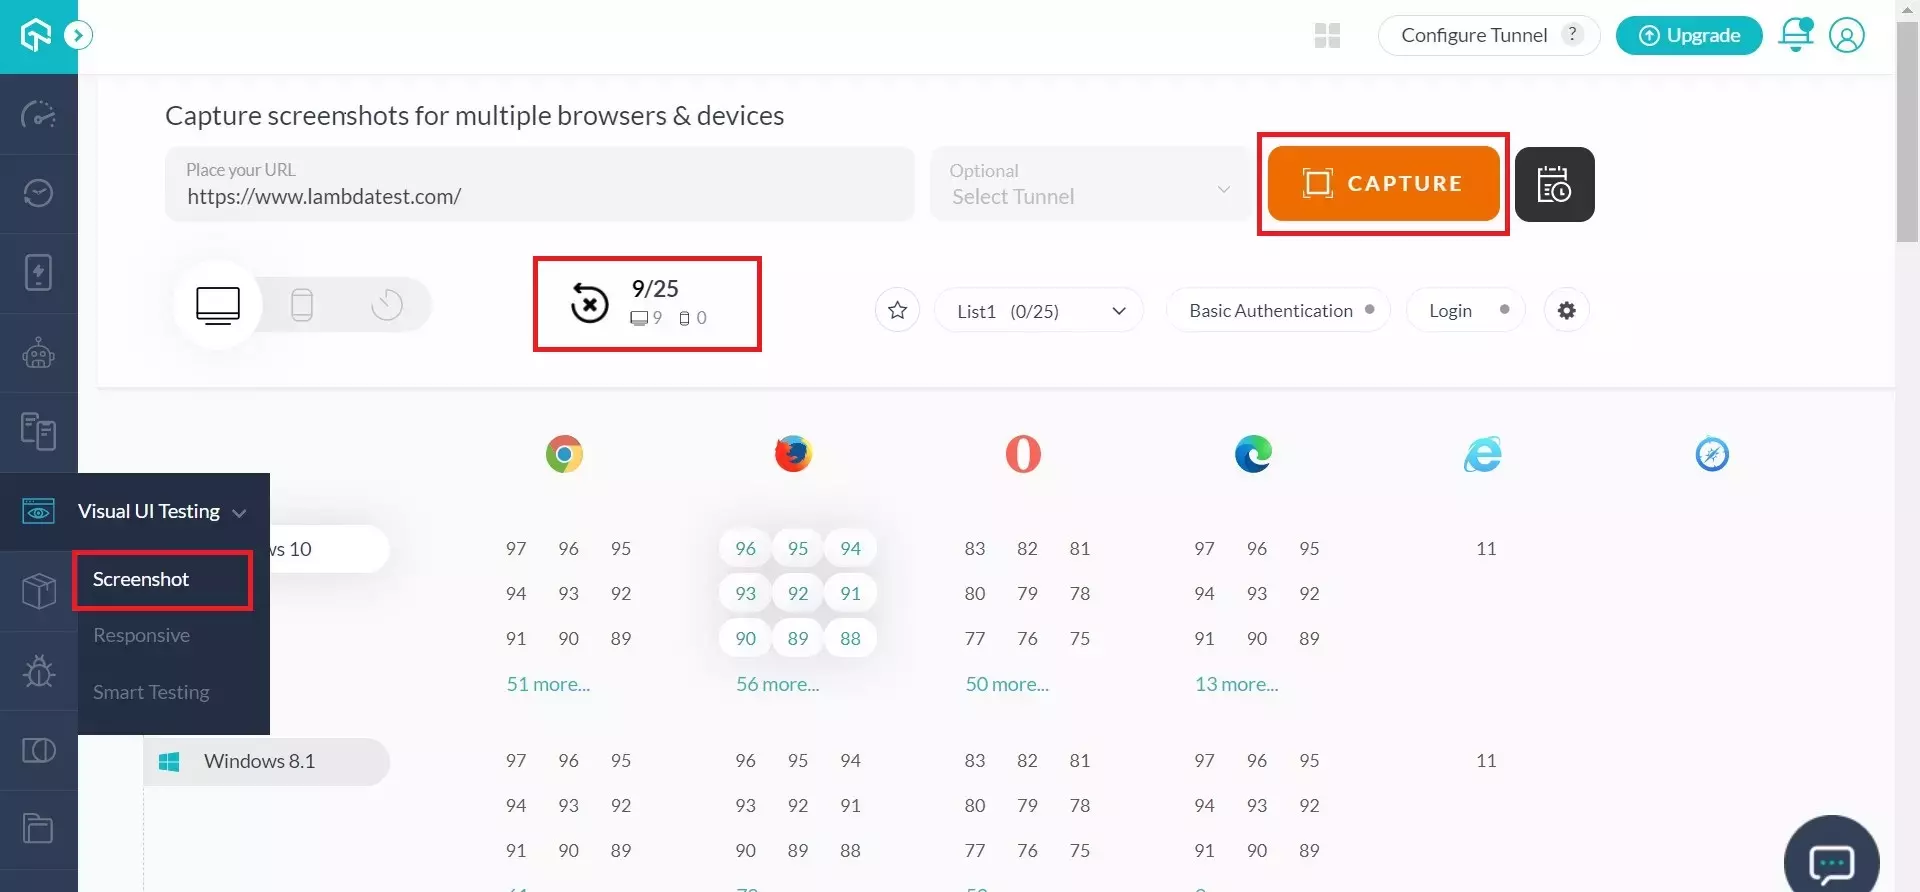 Configure Tunnel ?
Upgrade
Capture screenshots for multiple browsers & devices
Place your URL
https://www.lambdatest.com/
Optional
Select Tunnel
CAPTURE
9/25
9 0
List1 (0/25)
Basic Authentication
Login
Visual UI Testing
Screenshot
Responsive
Smart Testing
ws 10
97 96 95 96 95 94 83 82 81 97 96 95 11
94 93 92 93 92 91 80 79 78 94 93 92
91 90 89 90 89 88 77 76 75 91 90 89
51 more... 56 more... 50 more... 13 more...
Windows 8.1
97 96 95 96 95 94 83 82 81 97 96 95 11
94 93 92 93 92 91 80 79 78 94 93 92
91 90 89 90 89 88 77 76 75 91 90 89